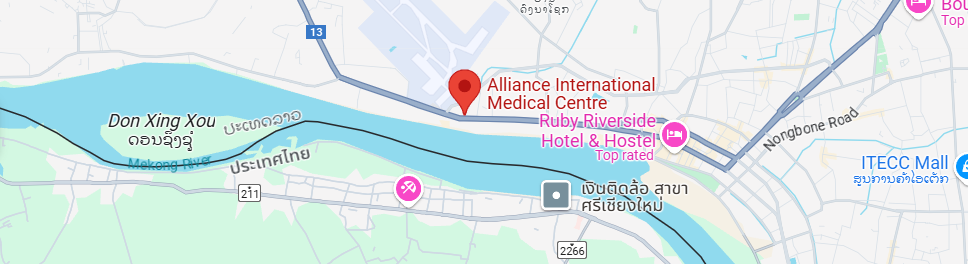 ດົງນາໂຊກ
Bou
Top
13
Alliance International
Medical Centre
Ruby Riverside
Hotel & Hostel
Top rated
Nongbone Road
ITECC Mall
ສູນການຄ້າໄອເຕັກ
Don Xing Xou
ດອນຊິງຊູ່
ປະເທດລາວ
Mekong River
ประเทศไทย
211
เงินติดล้อ สาขา
ศรีเชียงใหม่
2266